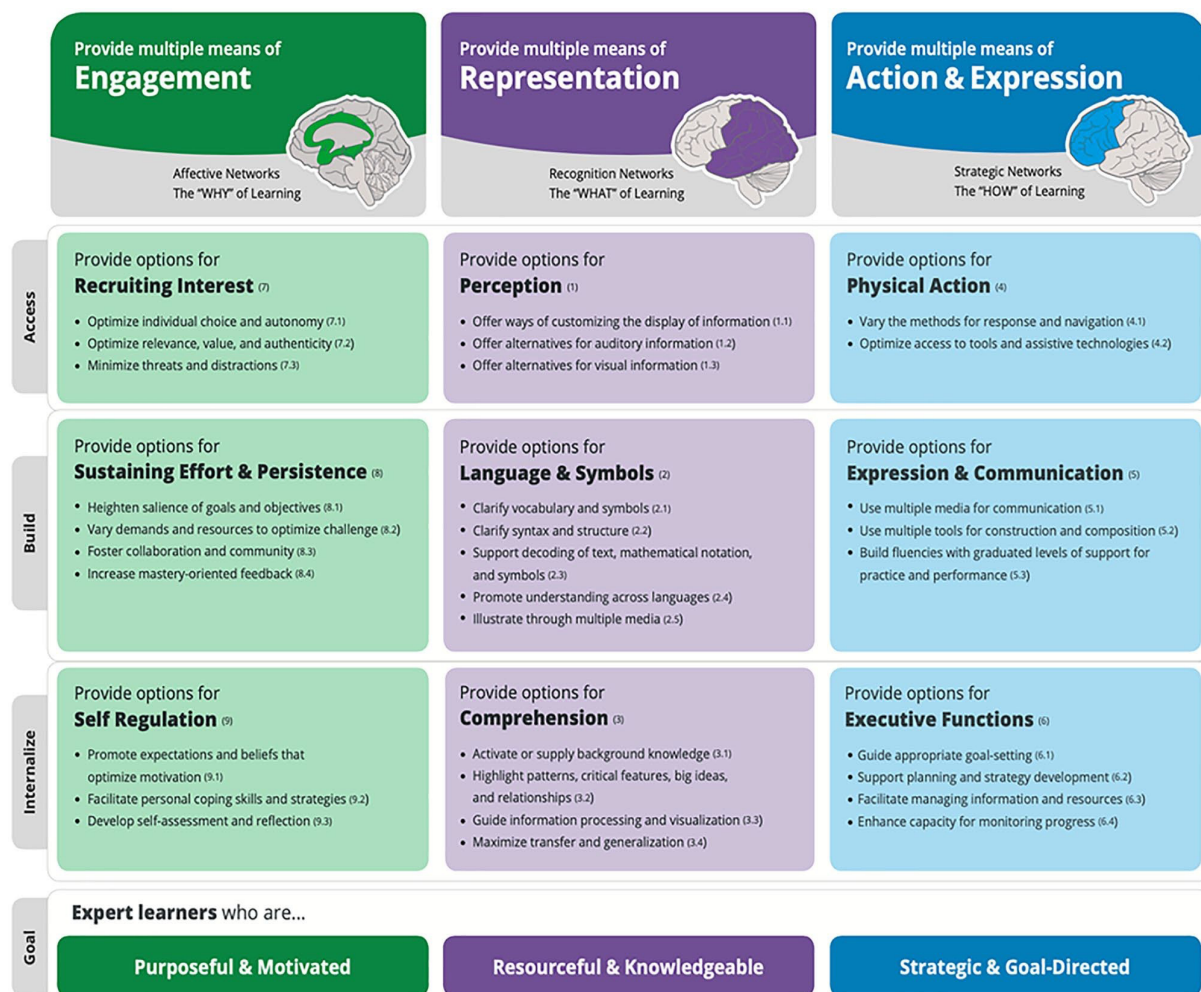 Provide multiple means of
Engagement
Affective Networks
The “WHY” of Learning
Provide multiple means of
Representation
Recognition Networks
The “WHAT” of Learning
Provide multiple means of
Action & Expression
Strategic Networks
The “HOW” of Learning
Access
Provide options for
Recruiting Interest (7)
• Optimize individual choice and autonomy (7.1)
• Optimize relevance, value, and authenticity (7.2)
• Minimize threats and distractions (7.3)
Provide options for
Perception (1)
• Offer ways of customizing the display of information (1.1)
• Offer alternatives for auditory information (1.2)
• Offer alternatives for visual information (1.3)
Provide options for
Physical Action (4)
• Vary the methods for response and navigation (4.1)
• Optimize access to tools and assistive technologies (4.2)
Build
Provide options for
Sustaining Effort & Persistence (8)
• Heighten salience of goals and objectives (8.1)
• Vary demands and resources to optimize challenge (8.2)
• Foster collaboration and community (8.3)
• Increase mastery-oriented feedback (8.4)
Provide options for
Language & Symbols (2)
• Clarify vocabulary and symbols (2.1)
• Clarify syntax and structure (2.2)
• Support decoding of text, mathematical notation,
and symbols (2.3)
• Promote understanding across languages (2.4)
• Illustrate through multiple media (2.5)
Provide options for
Expression & Communication (5)
• Use multiple media for communication (5.1)
• Use multiple tools for construction and composition (5.2)
• Build fluencies with graduated levels of support for
practice and performance (5.3)
Internalize
Provide options for
Self Regulation (9)
• Promote expectations and beliefs that
optimize motivation (9.1)
• Facilitate personal coping skills and strategies (9.2)
• Develop self-assessment and reflection (9.3)
Provide options for
Comprehension (3)
• Activate or supply background knowledge (3.1)
• Highlight patterns, critical features, big ideas,
and relationships (3.2)
• Guide information processing and visualization (3.3)
• Maximize transfer and generalization (3.4)
Provide options for
Executive Functions (6)
• Guide appropriate goal-setting (6.1)
• Support planning and strategy development (6.2)
• Facilitate managing information and resources (6.3)
• Enhance capacity for monitoring progress (6.4)
Goal
Expert learners who are...
Purposeful & Motivated
Resourceful & Knowledgeable
Strategic & Goal-Directed